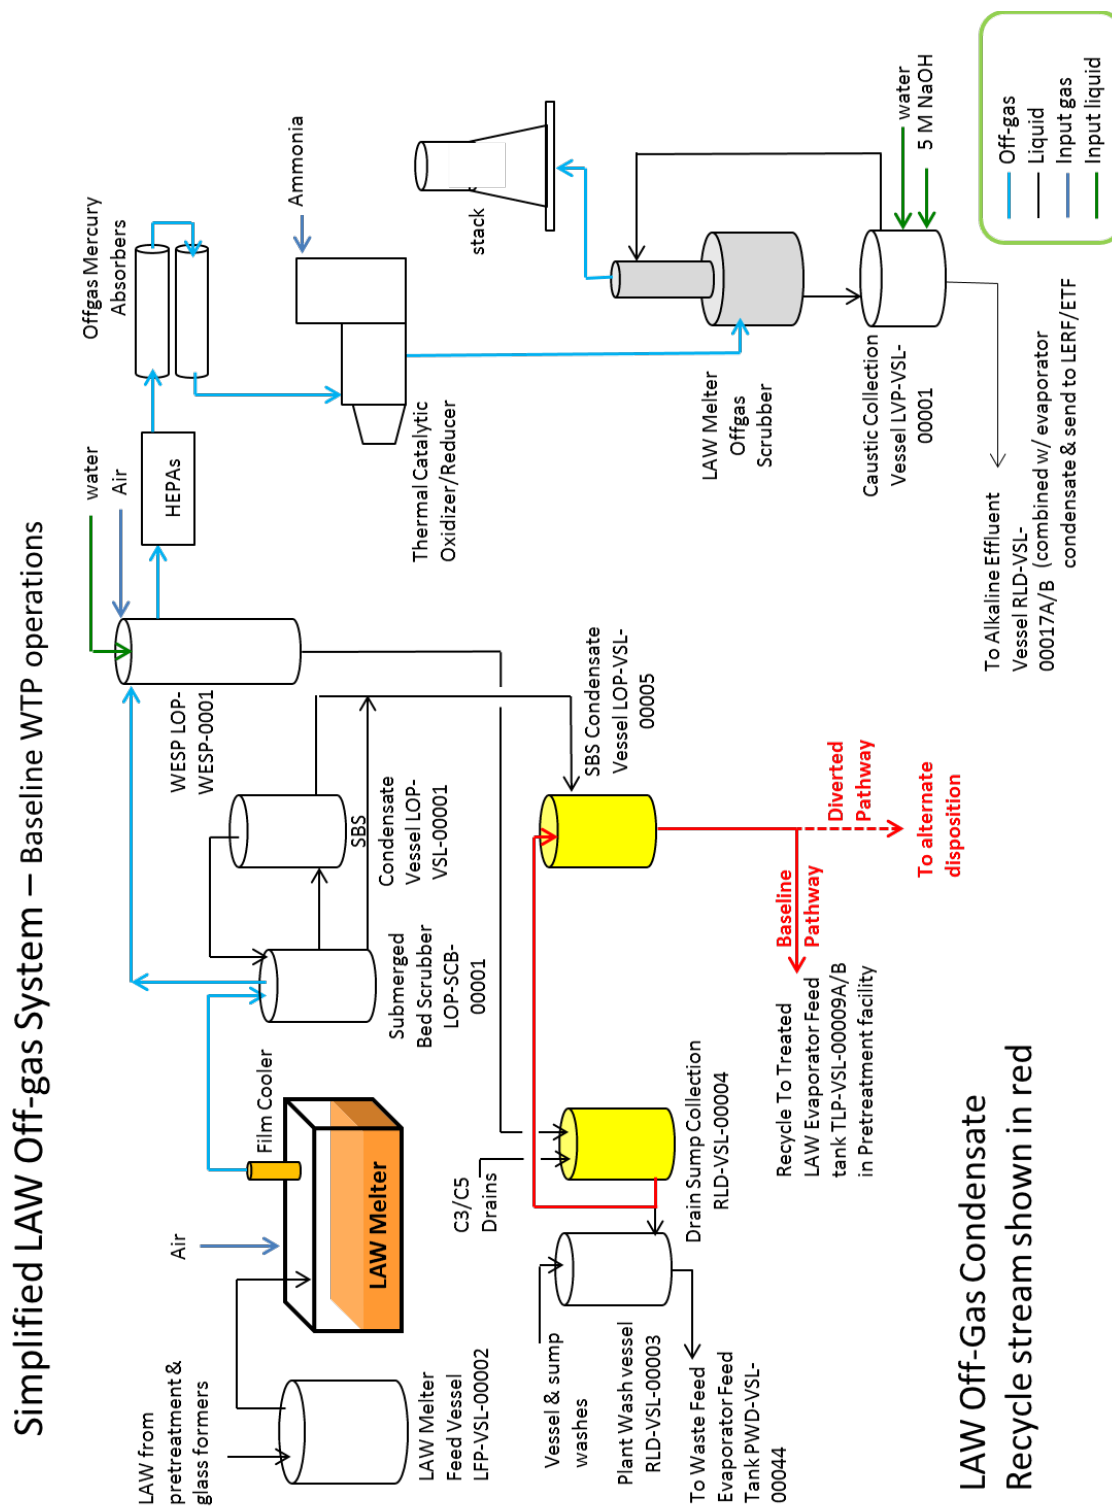 Simplified LAW Off-gas System – Baseline WTP operations
LAW from
pretreatment &
glass formers
LAW Melter
Feed Vessel
LFP-VSL-00002
Air
LAW Melter
Film Cooler
Submerged
Bed Scrubber
LOP-SCB-
00001
SBS
Condensate
Vessel LOP-
VSL-00001
WESP LOP-
WESP-0001
water
Air
HEPAs
Offgas Mercury
Absorbers
Ammonia
Thermal Catalytic
Oxidizer/Reducer
stack
LAW Melter
Offgas
Scrubber
Caustic Collection
Vessel LVP-VSL-
00001
water
5 M NaOH
To Alkaline Effluent
Vessel RLD-VSL-
00017A/B (combined w/ evaporator
condensate & send to LERF/ETF
Vessel & sump
washes
Plant Wash vessel
RLD-VSL-00003
To Waste Feed
Evaporator Feed
Tank PWD-VSL-
00044
C3/C5
Drains
Drain Sump Collection
RLD-VSL-00004
SBS Condensate
Vessel LOP-VSL-
00005
Baseline
Pathway
Diverted
Pathway
Recycle To Treated
LAW Evaporator Feed
tank TLP-VSL-00009A/B
in Pretreatment facility
To alternate
disposition
LAW Off-Gas Condensate
Recycle stream shown in red
Off-gas
Liquid
Input gas
Input liquid